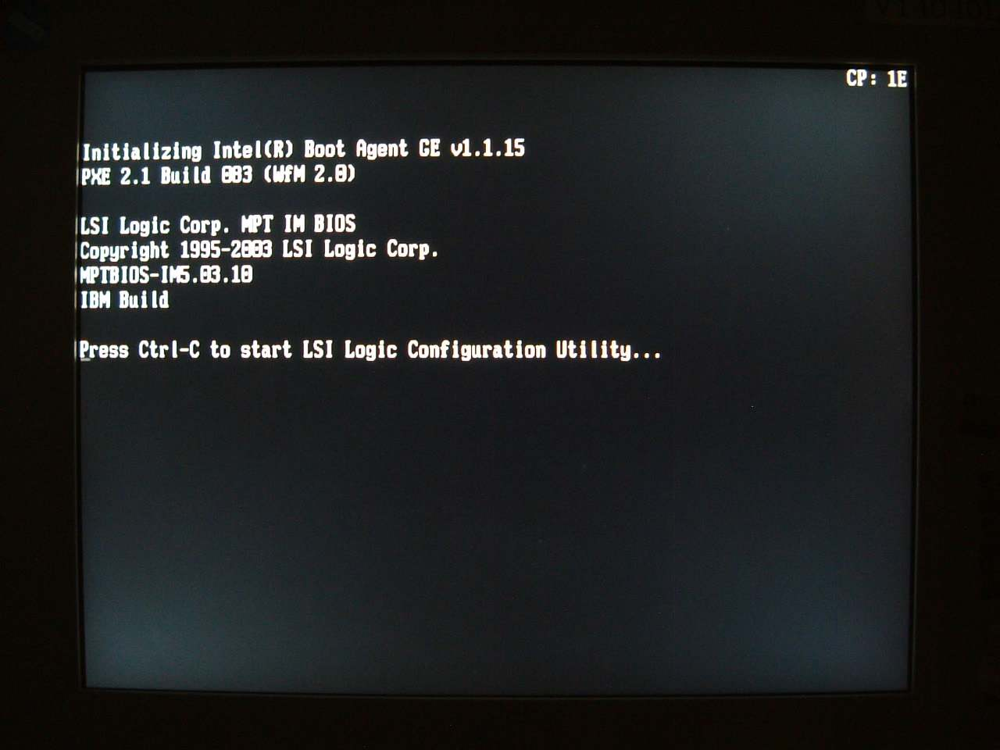 CP: 1E
Initializing Intel(R) Boot Agent GE v1.1.15
PXE 2.1 Build 083 (WfM 2.0)
LSI Logic Corp. MPT IM BIOS
Copyright 1995-2003 LSI Logic Corp.
MPTBIOS-IM5.03.10
IBM Build
Press Ctrl-C to start LSI Logic Configuration Utility...